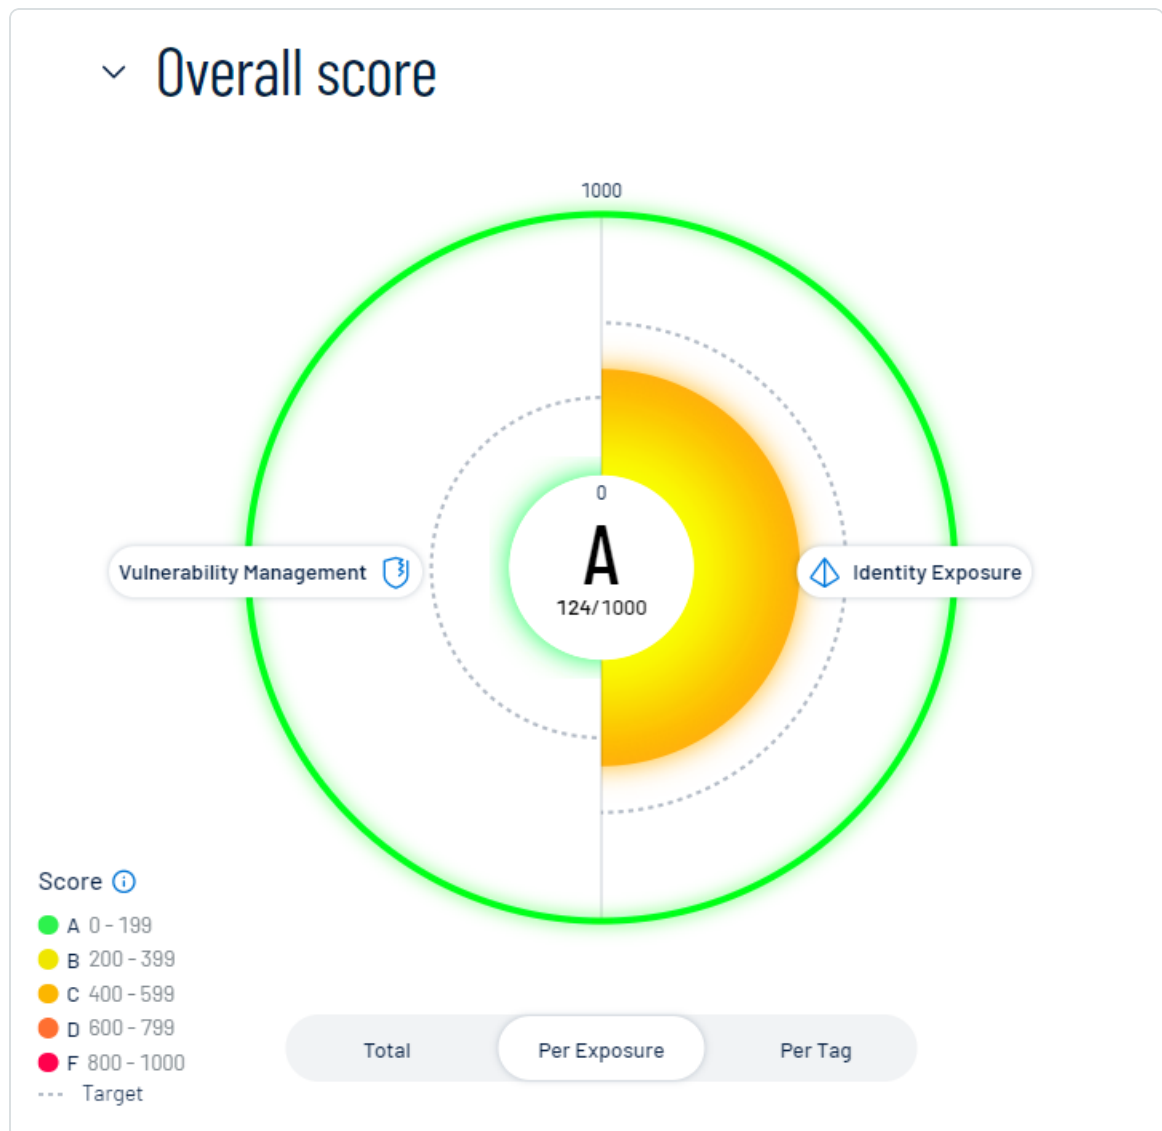 Overall score
1000
0
A
124/1000
Vulnerability Management
Identity Exposure
Score
A 0 - 199
B 200 - 399
C 400 - 599
D 600 - 799
F 800 - 1000
Target
Total
Per Exposure
Per Tag